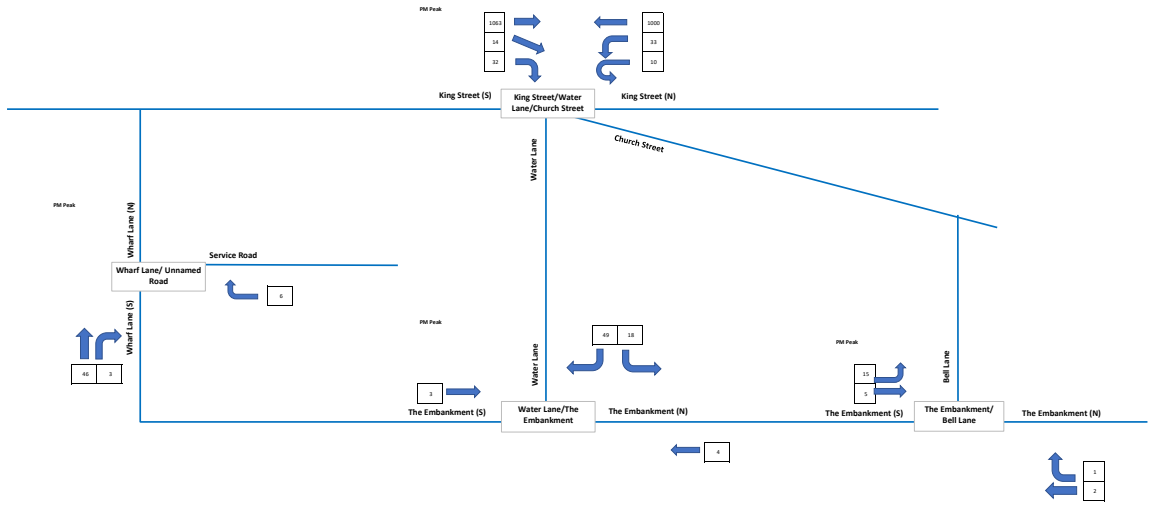 PM Peak
1063
14
32
1000
33
10
King Street (S)
King Street/Water
Lane/Church Street
King Street (N)
Church Street
Water Lane
PM Peak
Wharf Lane (N)
Service Road
Wharf Lane/ Unnamed
Road
6
Wharf Lane (S)
46
3
PM Peak
49
18
Water Lane
3
The Embankment (S)
Water Lane/The
Embankment
The Embankment (N)
4
PM Peak
15
5
Bell Lane
The Embankment (S)
The Embankment/
Bell Lane
The Embankment (N)
1
2